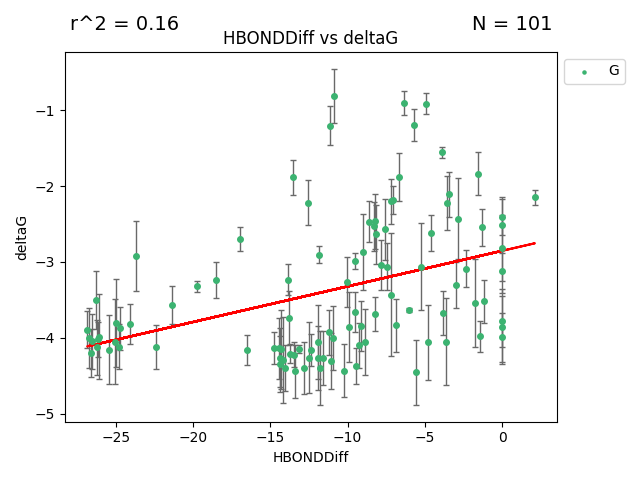 r^2 = 0.16
N = 101
HBONDDiff vs deltaG
G
deltaG
−1
−2
−3
−4
−5
−25
−20
−15
−10
−5
0
HBONDDiff